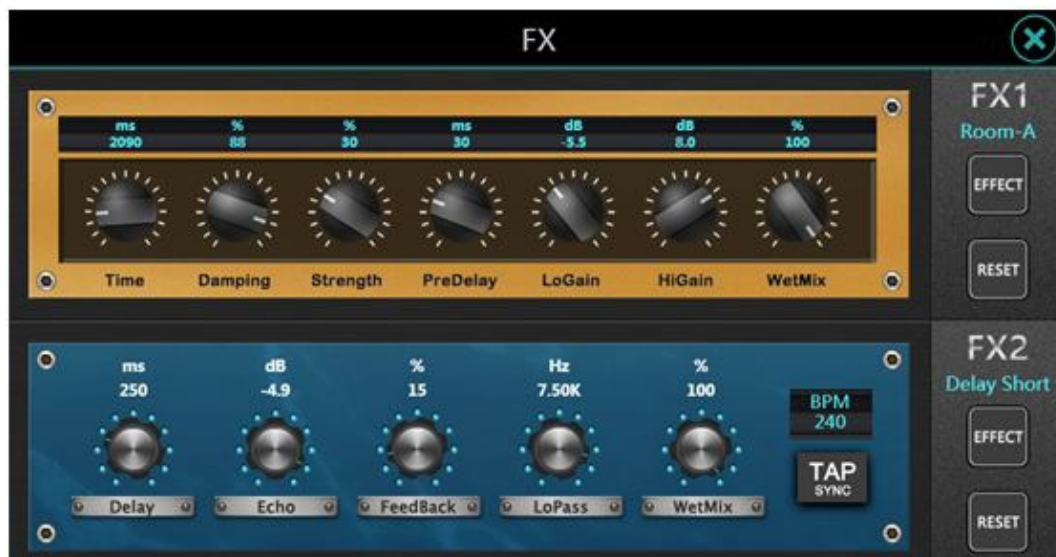 FX
ms % % ms dB dB %
2090 88 30 30 -5.5 8.0 100
Time Damping Strength PreDelay LoGain HiGain WetMix
FX1
Room-A
EFFECT
RESET
ms dB % Hz %
250 -4.9 15 7.50K 100
BPM
240
TAP
SYNC
Delay Echo FeedBack LoPass WetMix
FX2
Delay Short
EFFECT
RESET